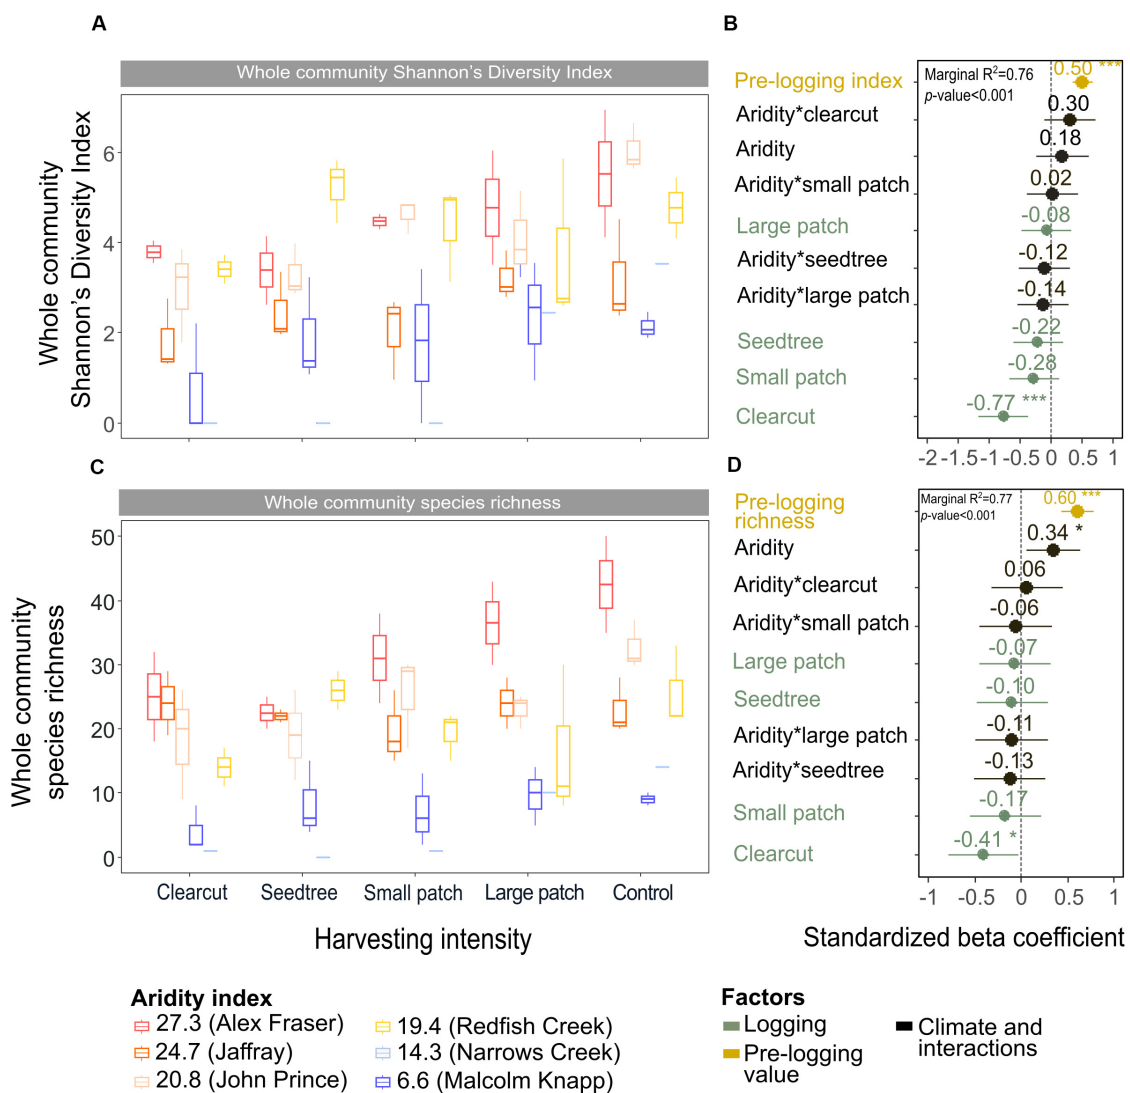 A
Whole community Shannon's Diversity Index
Whole community
Shannon's Diversity Index
6
4
2
0
B
Marginal R²=0.76
p-value<0.001
Pre-logging index
0.50 ***
Aridity*clearcut
0.30
Aridity
0.18
Aridity*small patch
0.02
Large patch
-0.08
Aridity*seedtree
-0.12
Aridity*large patch
-0.14
Seedtree
-0.22
Small patch
-0.28
Clearcut
-0.77 ***
-2 -1.5 -1 -0.5 0 0.5 1
C
Whole community species richness
Whole community
species richness
50
40
30
20
10
0
Clearcut Seedtree Small patch Large patch Control
Harvesting intensity
D
Marginal R²=0.77
p-value<0.001
Pre-logging
richness
0.60 ***
Aridity
0.34 *
Aridity*clearcut
0.06
Aridity*small patch
-0.06
Large patch
-0.07
Seedtree
-0.10
Aridity*large patch
-0.11
Aridity*seedtree
-0.13
Small patch
-0.17
Clearcut
-0.41 *
-1 -0.5 0 0.5 1
Standardized beta coefficient
Aridity index
27.3 (Alex Fraser)
24.7 (Jaffray)
20.8 (John Prince)
19.4 (Redfish Creek)
14.3 (Narrows Creek)
6.6 (Malcolm Knapp)
Factors
Logging
Pre-logging
value
Climate and
interactions